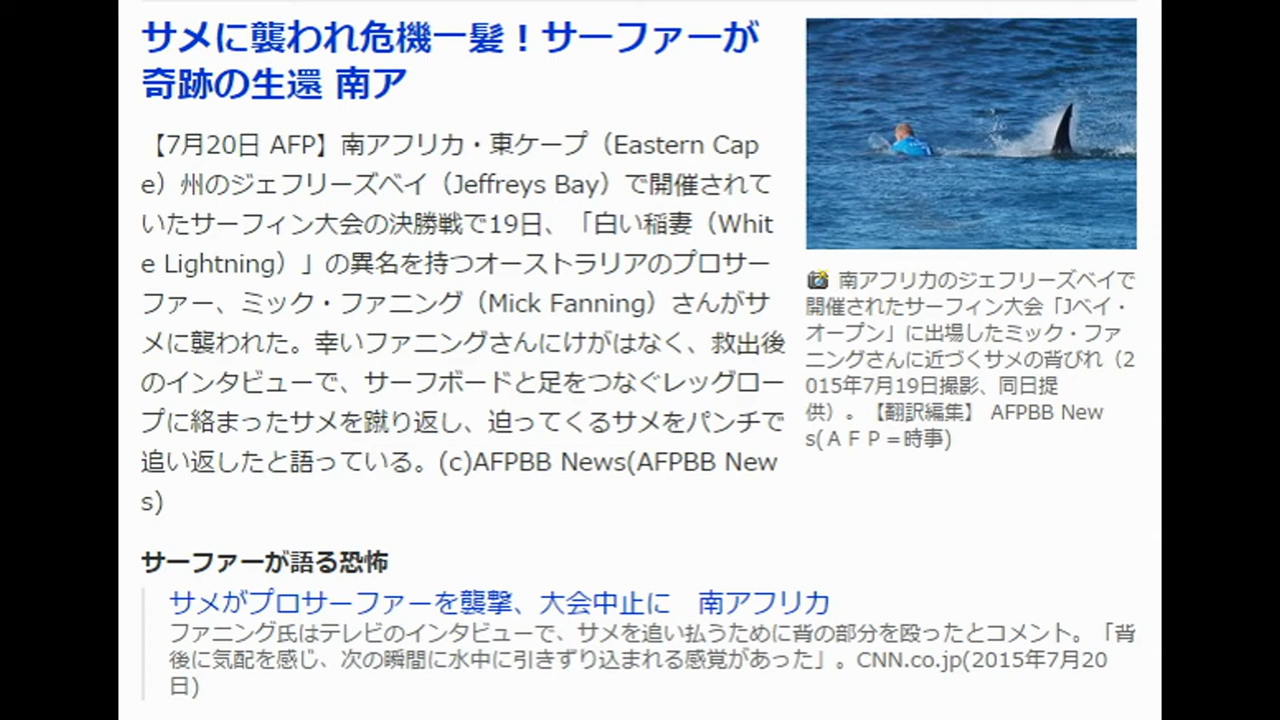 サメに襲われ危機一髪！サーファーが
奇跡の生還 南ア
【7月20日 AFP】南アフリカ・東ケープ（Eastern Cap
e）州のジェフリーズベイ（Jeffreys Bay）で開催されて
いたサーフィン大会の決勝戦で19日、「白い稲妻（Whit
e Lightning）」の異名を持つオーストラリアのプロサー
ファー、ミック・ファニング（Mick Fanning）さんがサ
メに襲われた。幸いファニングさんにけがはなく、救出後
のインタビューで、サーフボードと足をつなぐレッグロー
プに絡まったサメを蹴り返し、迫ってくるサメをパンチで
追い返したと語っている。(c)AFPBB News(AFPBB New
s)
南アフリカのジェフリーズベイで
開催されたサーフィン大会「Jベイ・
オープン」に出場したミック・ファ
ニングさんに近づくサメの背びれ（2
015年7月19日撮影、同日提
供）。【翻訳編集】 AFPBB New
s(ＡＦＰ＝時事)
サーファーが語る恐怖
サメがプロサーファーを襲撃、大会中止に　南アフリカ
ファニング氏はテレビのインタビューで、サメを追い払うために背の部分を殴ったとコメント。「背
後に気配を感じ、次の瞬間に水中に引きずり込まれる感覚があった」。CNN.co.jp(2015年7月20
日)